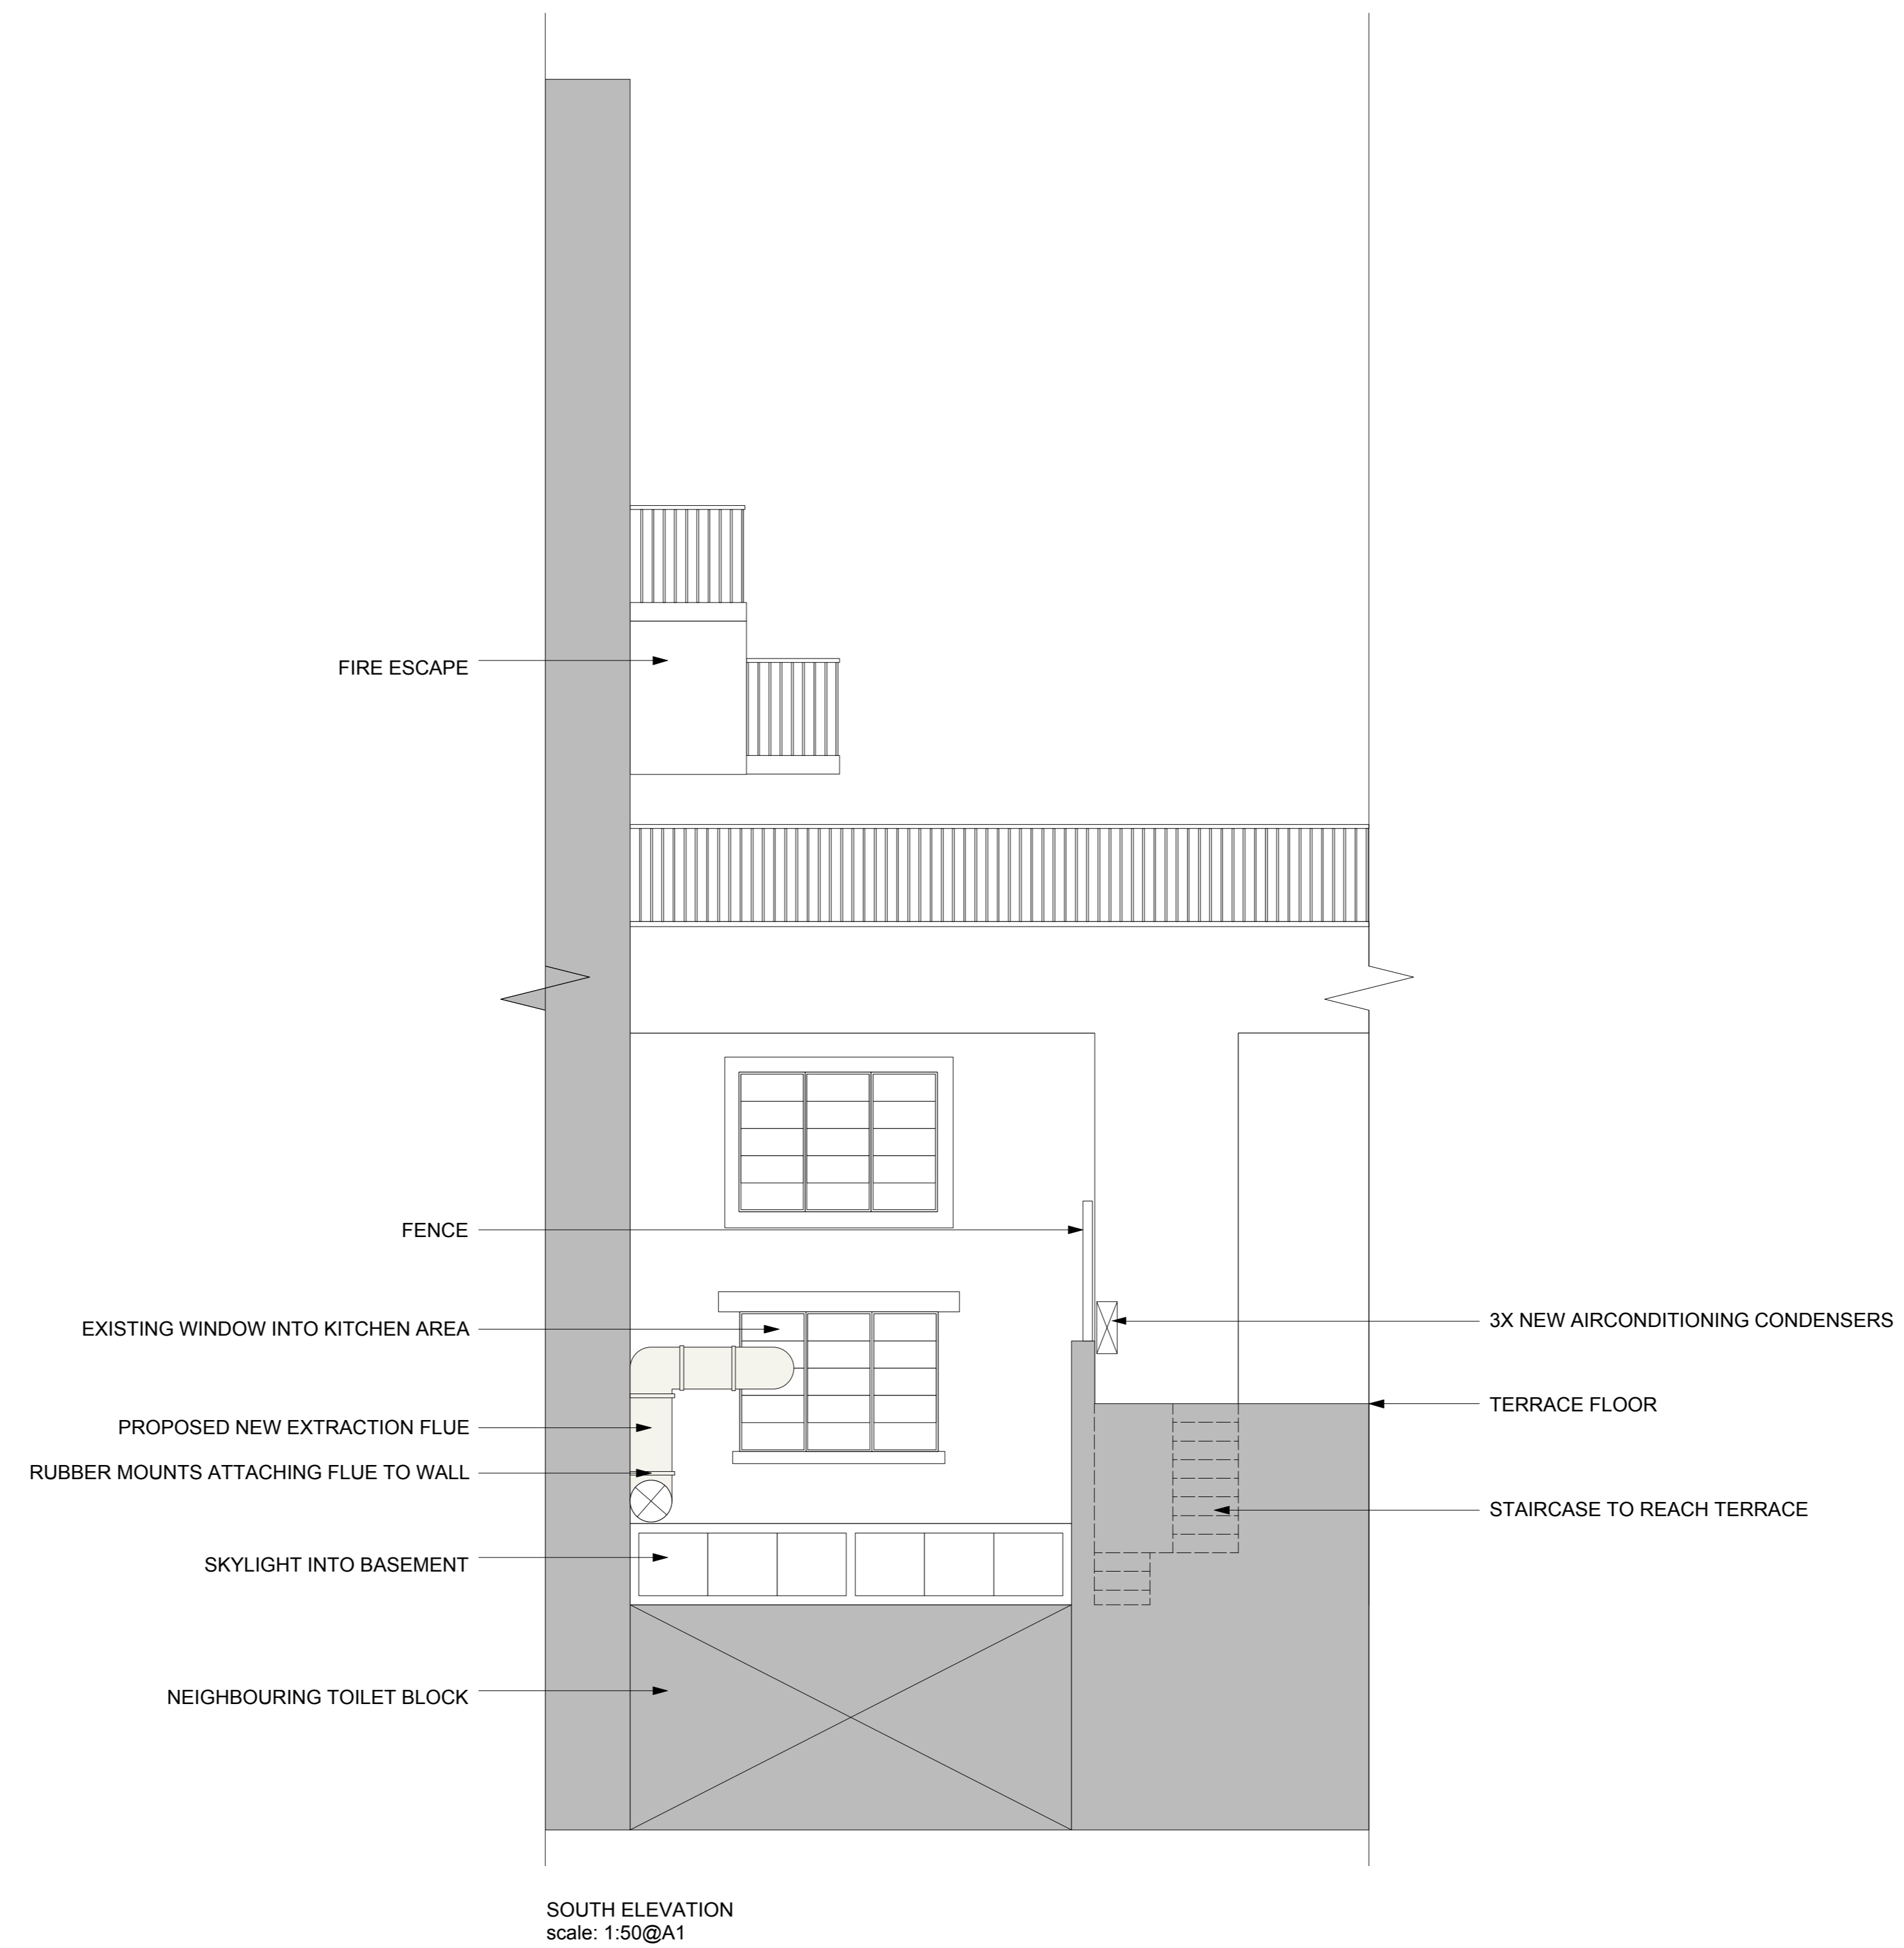 FIRE ESCAPE
FENCE
EXISTING WINDOW INTO KITCHEN AREA
3X NEW AIRCONDITIONING CONDENSERS
TERRACE FLOOR
PROPOSED NEW EXTRACTION FLUE
RUBBER MOUNTS ATTACHING FLUE TO WALL
STAIRCASE TO REACH TERRACE
SKYLIGHT INTO BASEMENT
NEIGHBOURING TOILET BLOCK
SOUTH ELEVATION
scale: 1:50@A1